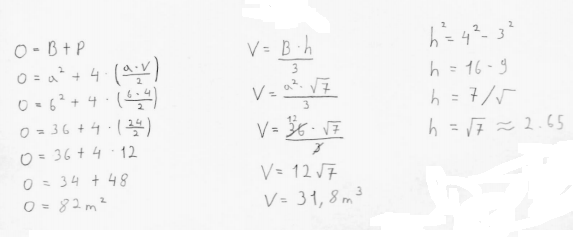 O = B + P
O = a² + 4 · (a·v/2)
O = 6² + 4 · (6·4/2)
O = 36 + 4 · (24/2)
O = 36 + 4 · 12
O = 34 + 48
O = 82 m²
V = B·h/3
V = a²·√7/3
V = 12 36·√7/3
V = 12√7
V = 31,8 m³
h² = 4² - 3²
h = 16 - 9
h = 7 /√
h = √7 ≈ 2.65